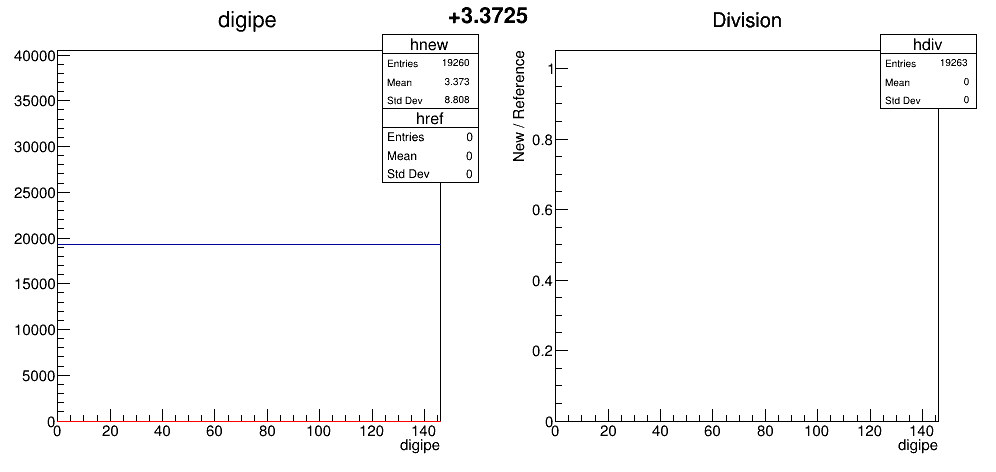 digipe
+3.3725
Division
hnew
Entries 19260
Mean 3.373
Std Dev 8.808
href
Entries 0
Mean 0
Std Dev 0
40000
35000
30000
25000
20000
15000
10000
5000
0
0 20 40 60 80 100 120 140
digipe
hdiv
Entries 19263
Mean 0
Std Dev 0
New / Reference
1
0.8
0.6
0.4
0.2
0
0 20 40 60 80 100 120 140
digipe